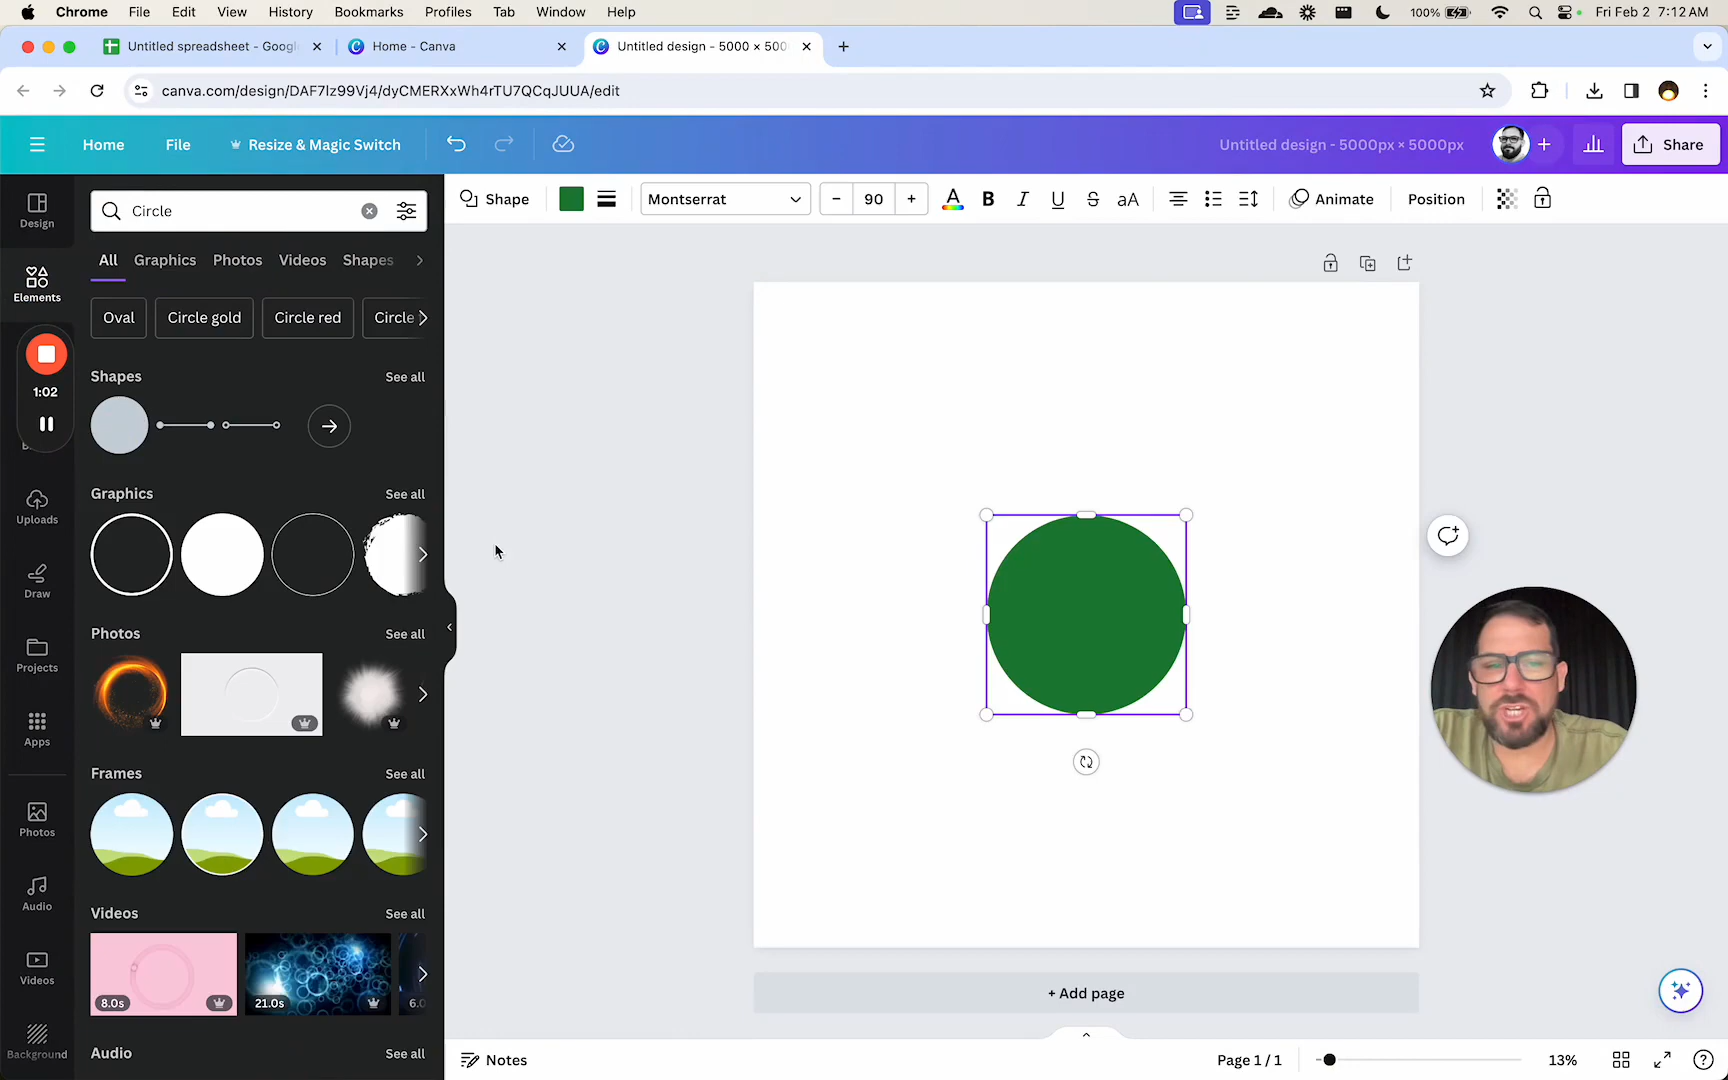 Chrome File Edit View History Bookmarks Profiles Tab Window Help 100% Fri Feb 2 7:12 AM
Untitled spreadsheet - Googl Home - Canva Untitled design - 5000 × 500
canva.com/design/DAF7lz99Vj4/dyCMERXxWh4rTU7QCqJUUA/edit
Home File Resize & Magic Switch Untitled design - 5000px × 5000px Share
Design
Circle
Shape Montserrat 90 A B I U S aA Animate Position
Elements
All Graphics Photos Videos Shapes
Oval Circle gold Circle red Circle
1:02
Shapes See all
Graphics See all
Uploads
Draw
Photos See all
Projects
Apps
Frames See all
Photos
Audio
Videos See all
Videos
8.0s 21.0s 6.0
Background
Audio See all
+ Add page
Notes
Page 1 / 1 13%